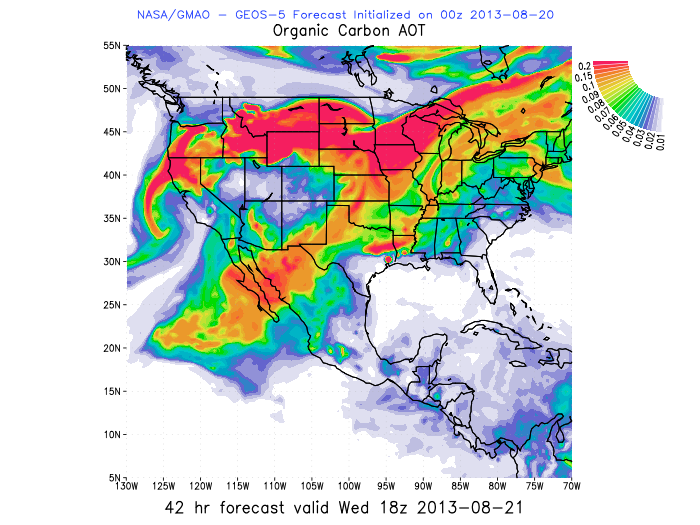 NASA/GMAO - GEOS-5 Forecast Initialized on 00z 2013-08-20
Organic Carbon AOT
55N
50N
45N
40N
35N
30N
25N
20N
15N
10N
5N
130W 125W 120W 115W 110W 105W 100W 95W 90W 85W 80W 75W 70W
0.2
0.15
0.1
0.09
0.08
0.07
0.06
0.05
0.04
0.03
0.02
0.01
42 hr forecast valid Wed 18z 2013-08-21